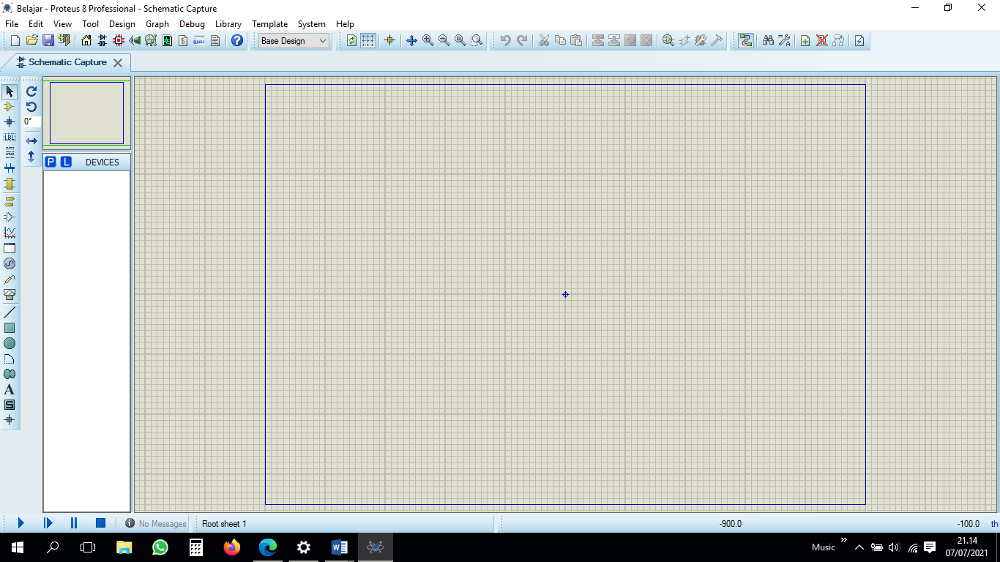 Belajar - Proteus 8 Professional - Schematic Capture
File Edit View Tool Design Graph Debug Library Template System Help
Base Design
Schematic Capture
LBL
0°
P L DEVICES
A
S
No Messages
Root sheet 1
-900.0
-100.0
th
Music
21.14
07/07/2021